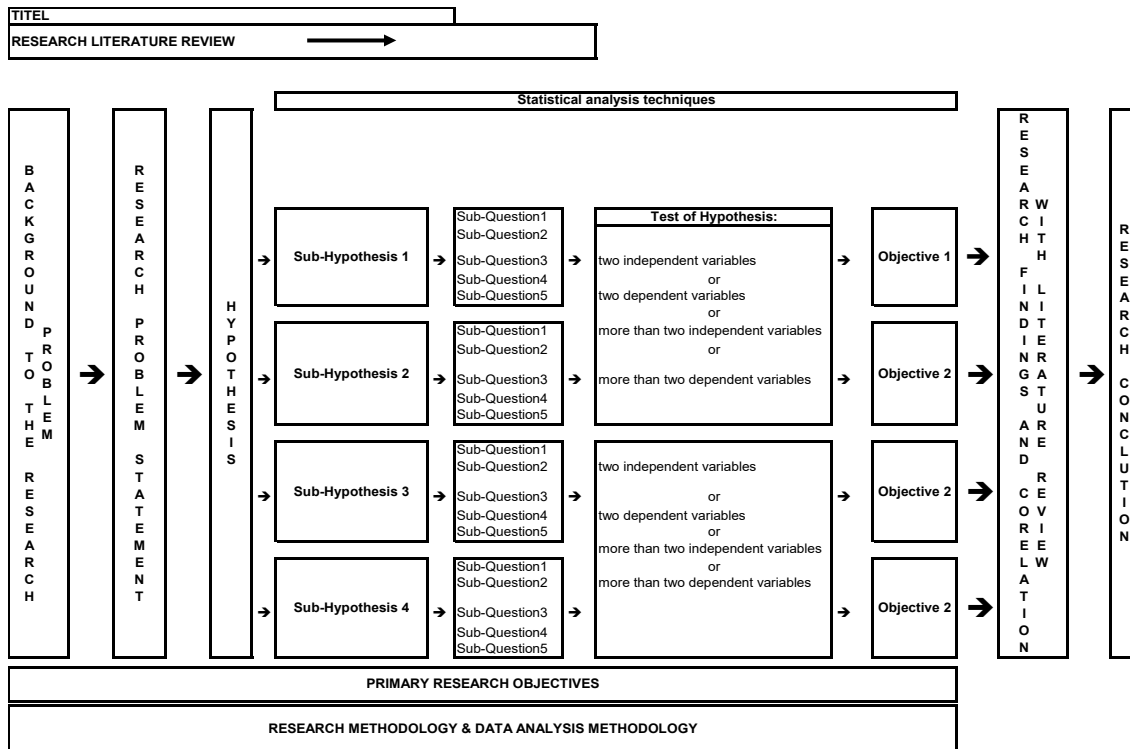 TITEL
RESEARCH LITERATURE REVIEW
Statistical analysis techniques
BACKGROUND TO THE RESEARCH
PROBLEM
RESEARCH PROBLEM STATEMENT
HYPOTHESIS
Sub-Hypothesis 1
Sub-Question1
Sub-Question2
Sub-Question3
Sub-Question4
Sub-Question5
Sub-Hypothesis 2
Sub-Question1
Sub-Question2
Sub-Question3
Sub-Question4
Sub-Question5
Sub-Hypothesis 3
Sub-Question1
Sub-Question2
Sub-Question3
Sub-Question4
Sub-Question5
Sub-Hypothesis 4
Sub-Question1
Sub-Question2
Sub-Question3
Sub-Question4
Sub-Question5
Test of Hypothesis:
two independent variables
or
two dependent variables
or
more than two independent variables
or
more than two dependent variables
two independent variables
or
two dependent variables
or
more than two independent variables
or
more than two dependent variables
Objective 1
Objective 2
Objective 2
Objective 2
RESEARCH FINDINGS AND CORELATION
WITH LITERATURE REVIEW
RESEARCH CONCLUTION
PRIMARY RESEARCH OBJECTIVES
RESEARCH METHODOLOGY & DATA ANALYSIS METHODOLOGY